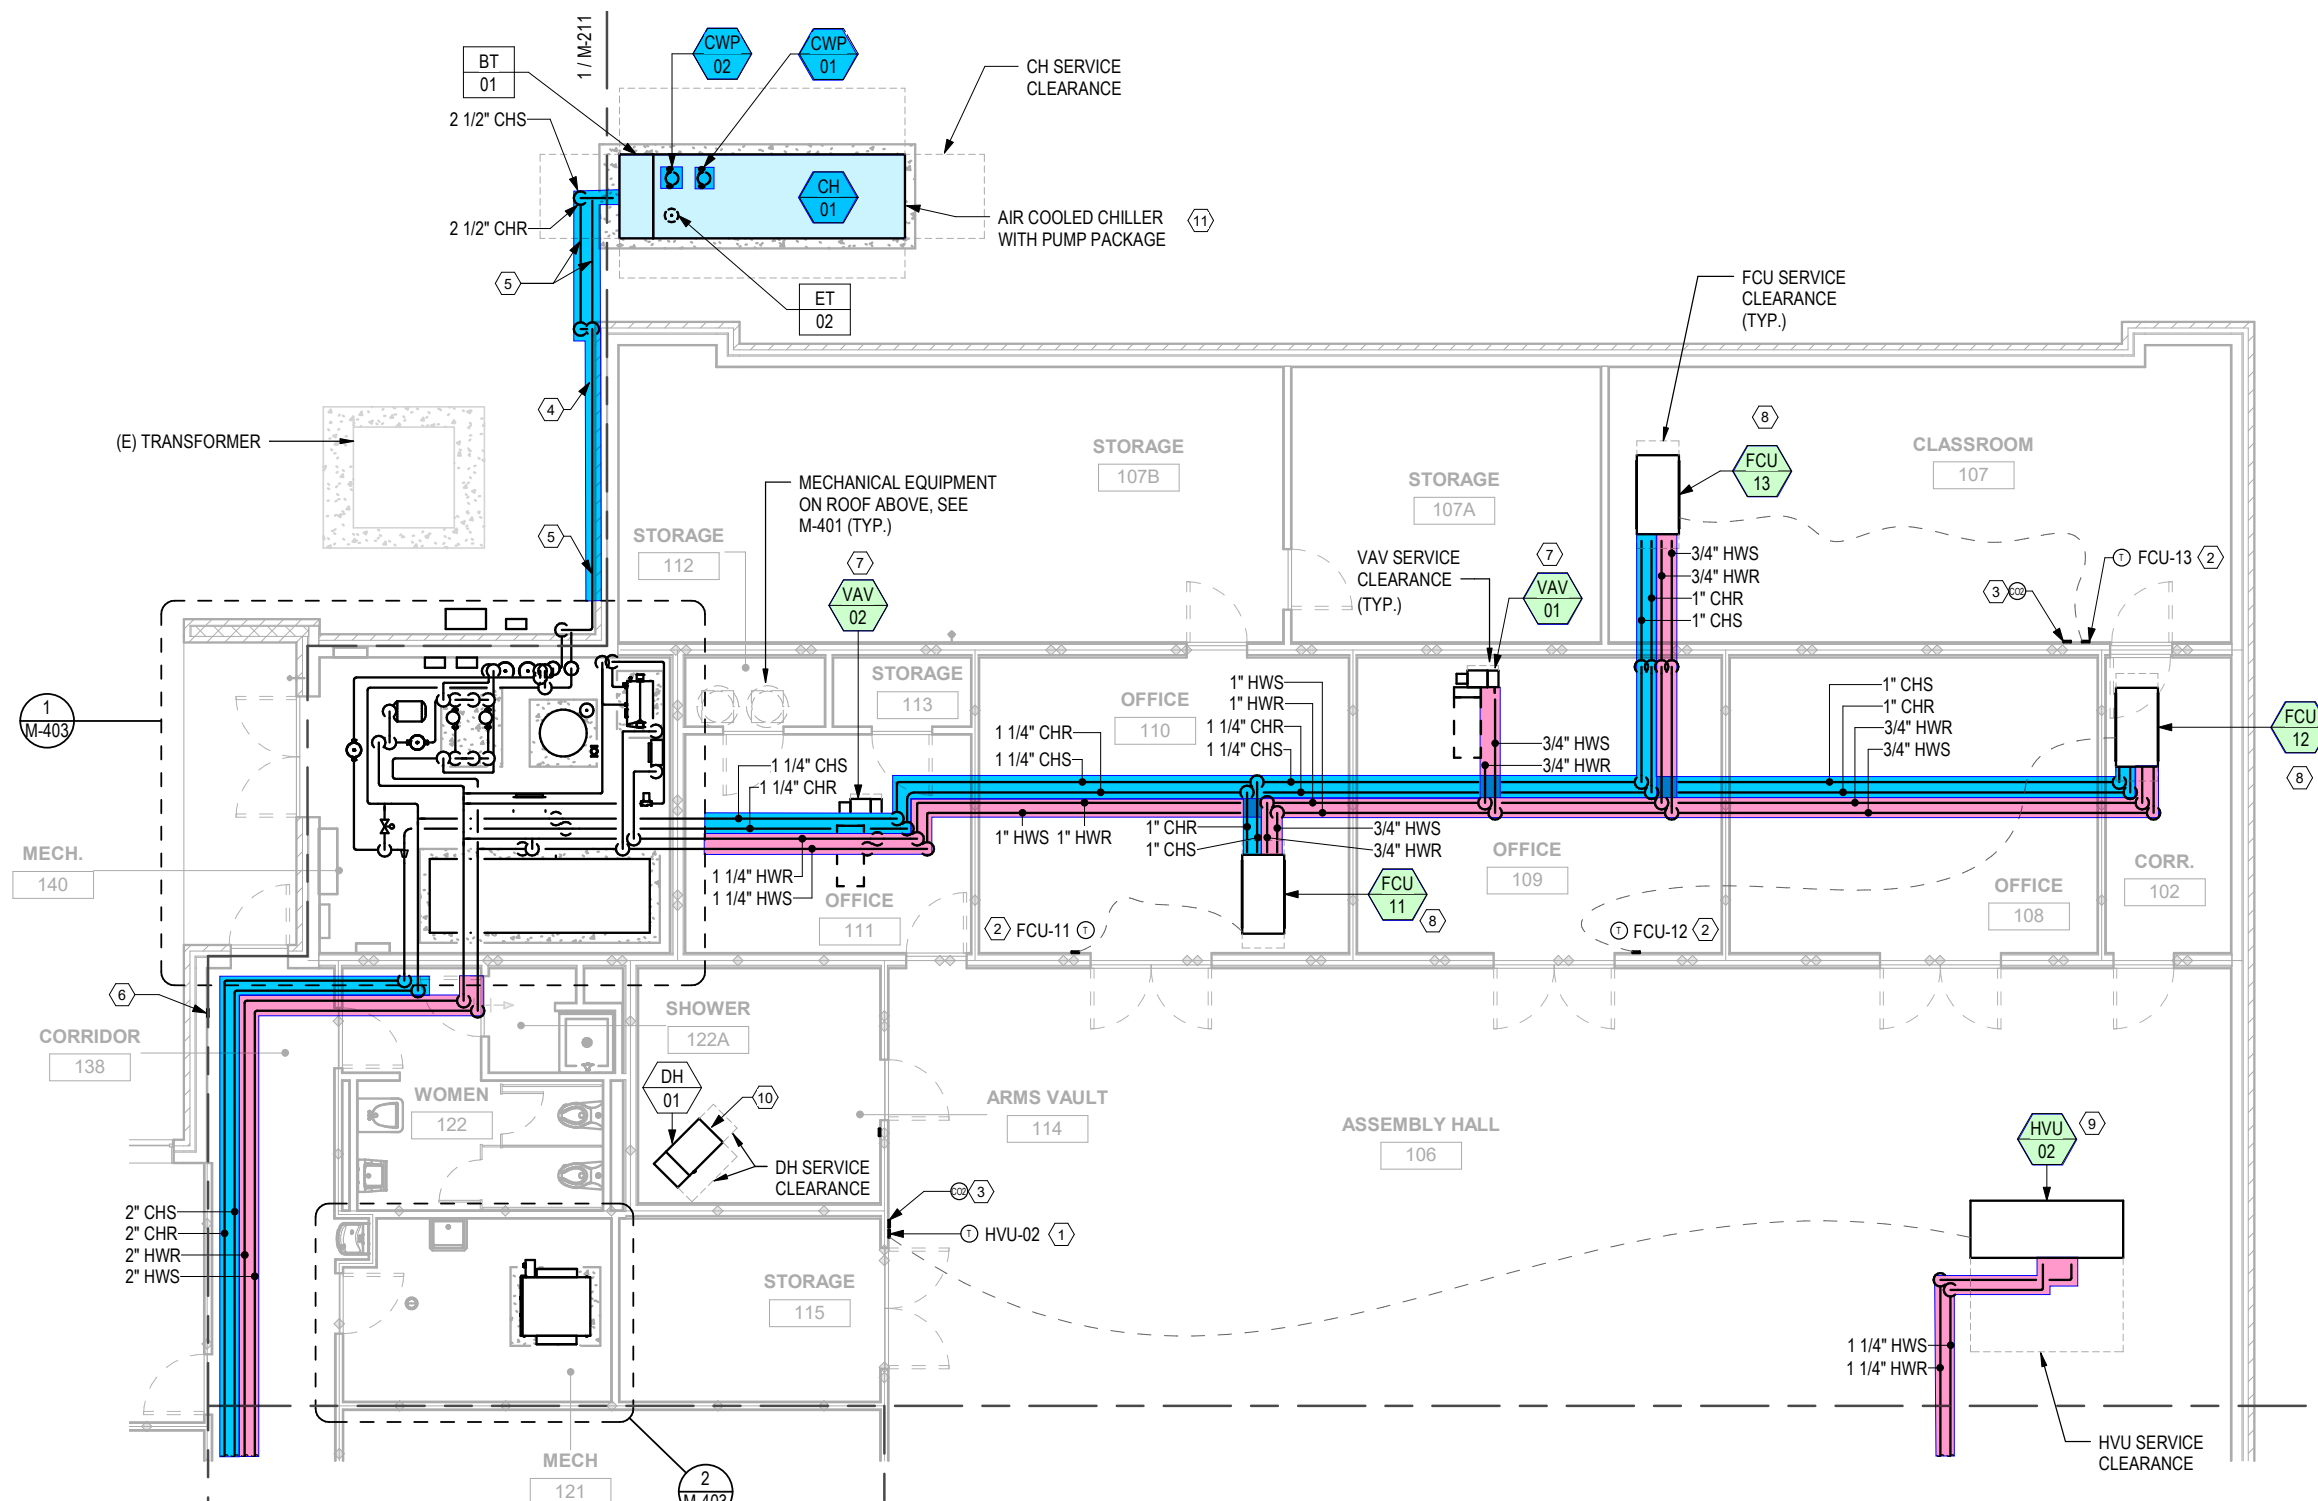 1 / M-211
BT
01
CWP
02
CWP
01
CH SERVICE
CLEARANCE
2 1/2" CHS
CH
01
2 1/2" CHR
AIR COOLED CHILLER
WITH PUMP PACKAGE
11
5
ET
02
FCU SERVICE
CLEARANCE
(TYP.)
4
(E) TRANSFORMER
8
STORAGE
107B
CLASSROOM
107
FCU
13
MECHANICAL EQUIPMENT
ON ROOF ABOVE, SEE
M-401 (TYP.)
STORAGE
107A
5
STORAGE
112
7
VAV
02
VAV SERVICE
CLEARANCE
(TYP.)
7
VAV
01
3/4" HWS
3/4" HWR
1" CHR
1" CHS
T
FCU-13
2
3
CO2
1
M-403
STORAGE
113
OFFICE
110
1" HWS
1" HWR
1 1/4" CHR
1 1/4" CHS
1 1/4" CHR
1 1/4" CHS
1" CHS
1" CHR
3/4" HWR
3/4" HWS
FCU
12
8
3/4" HWS
3/4" HWR
1 1/4" CHS
1 1/4" CHR
1" HWS
1" HWR
1" CHR
1" CHS
3/4" HWS
3/4" HWR
MECH.
140
1 1/4" HWR
1 1/4" HWS
OFFICE
111
OFFICE
109
FCU
11
8
OFFICE
108
CORR.
102
2
FCU-11
T
T
FCU-12
2
6
CORRIDOR
138
SHOWER
122A
WOMEN
122
DH
01
10
ARMS VAULT
114
ASSEMBLY HALL
106
HVU
02
9
DH SERVICE
CLEARANCE
CO2
3
T
HVU-02
1
2" CHS
2" CHR
2" HWR
2" HWS
STORAGE
115
1 1/4" HWS
1 1/4" HWR
HVU SERVICE
CLEARANCE
MECH
121
2
M-403